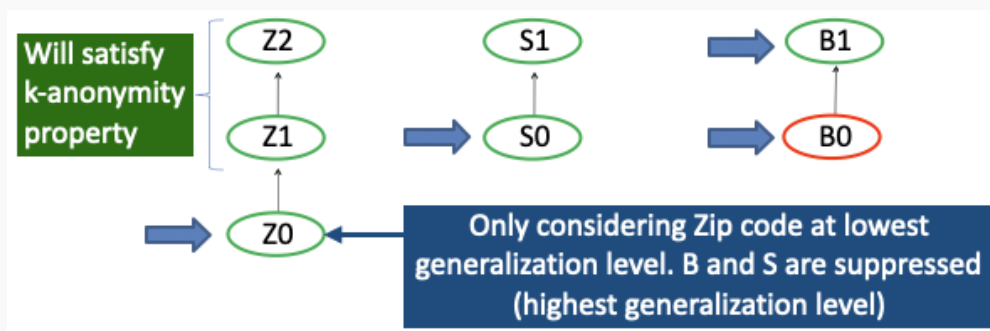 Z2
S1
B1
Will satisfy
k-anonymity
property
Z1
S0
B0
Z0
Only considering Zip code at lowest
generalization level. B and S are suppressed
(highest generalization level)